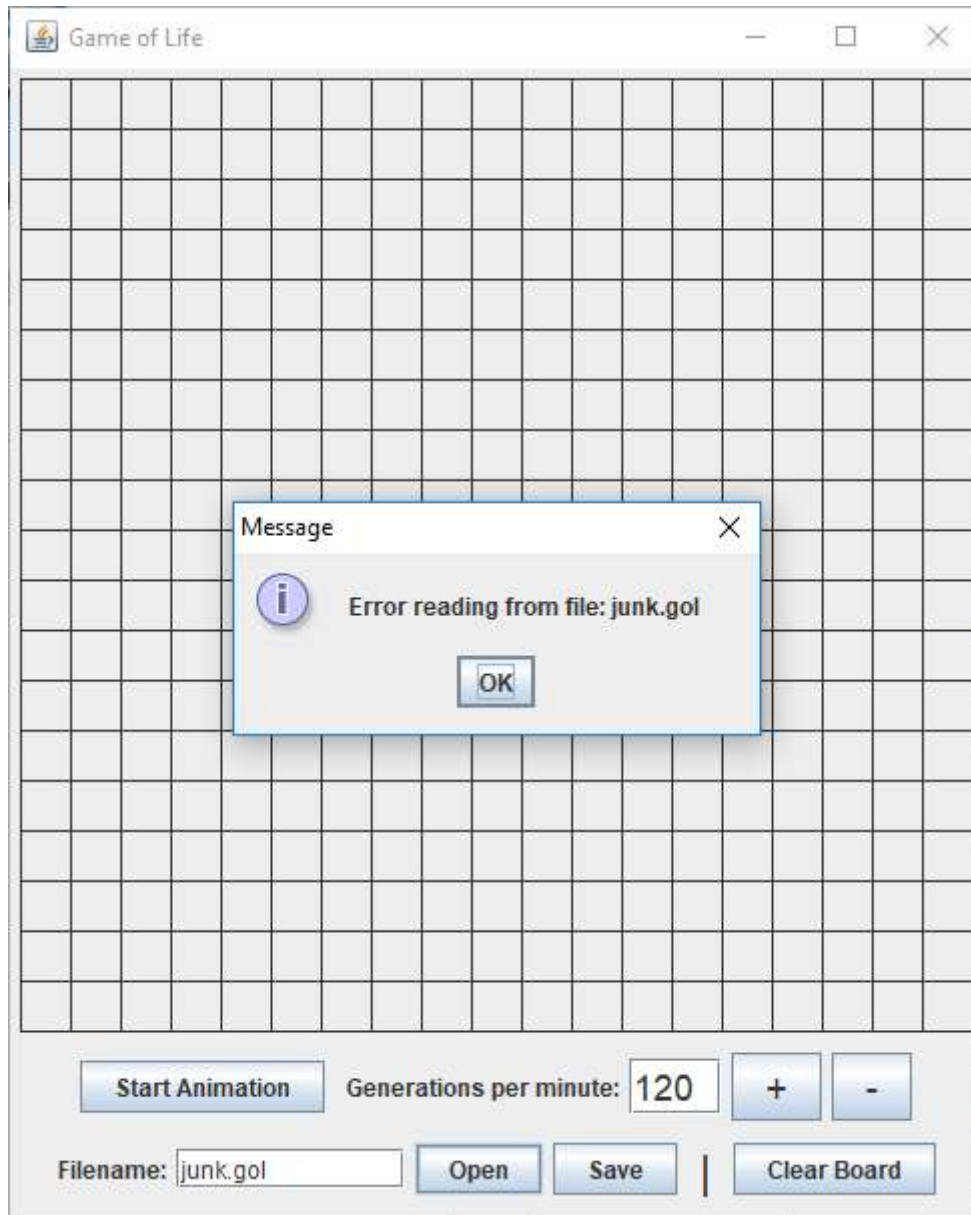 Game of Life
Message
Error reading from file: junk.gol
OK
Start Animation Generations per minute: 120 + -
Filename: junk.gol Open Save | Clear Board